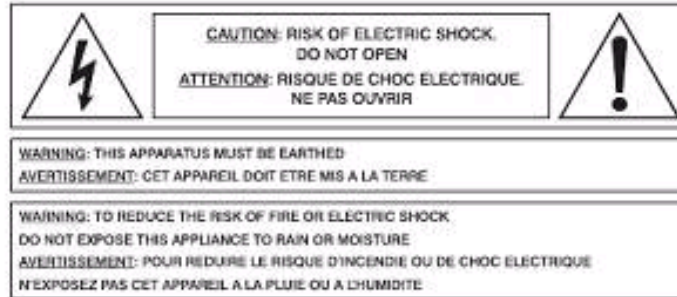 CAUTION: RISK OF ELECTRIC SHOCK.
DO NOT OPEN
ATTENTION: RISQUE DE CHOC ELECTRIQUE.
NE PAS OUVRIR
WARNING: THIS APPARATUS MUST BE EARTHED
AVERTISSEMENT: CET APPAREIL DOIT ETRE MIS A LA TERRE
WARNING: TO REDUCE THE RISK OF FIRE OR ELECTRIC SHOCK
DO NOT EXPOSE THIS APPLIANCE TO RAIN OR MOISTURE
AVERTISSEMENT: POUR REDUIRE LE RISQUE D'INCENDIE OU DE CHOC ELECTRIQUE
N'EXPOSEZ PAS CET APPAREIL A LA PLUIE OU A L'HUMIDITE